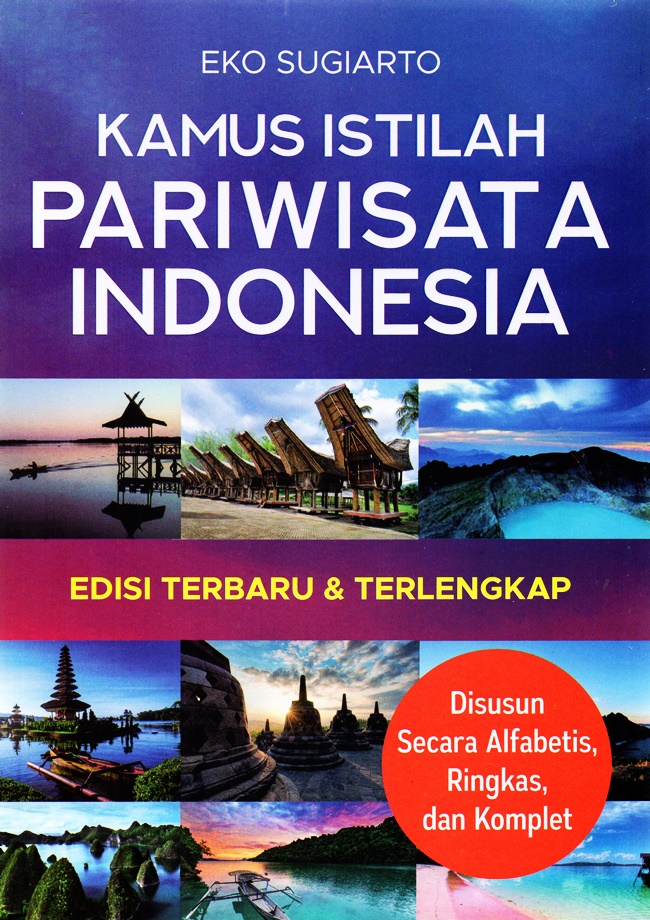 EKO SUGIARTO
KAMUS ISTILAH
PARIWISATA
INDONESIA
EDISI TERBARU & TERLENGKAP
Disusun
Secara Alfabetis,
Ringkas,
dan Komplet